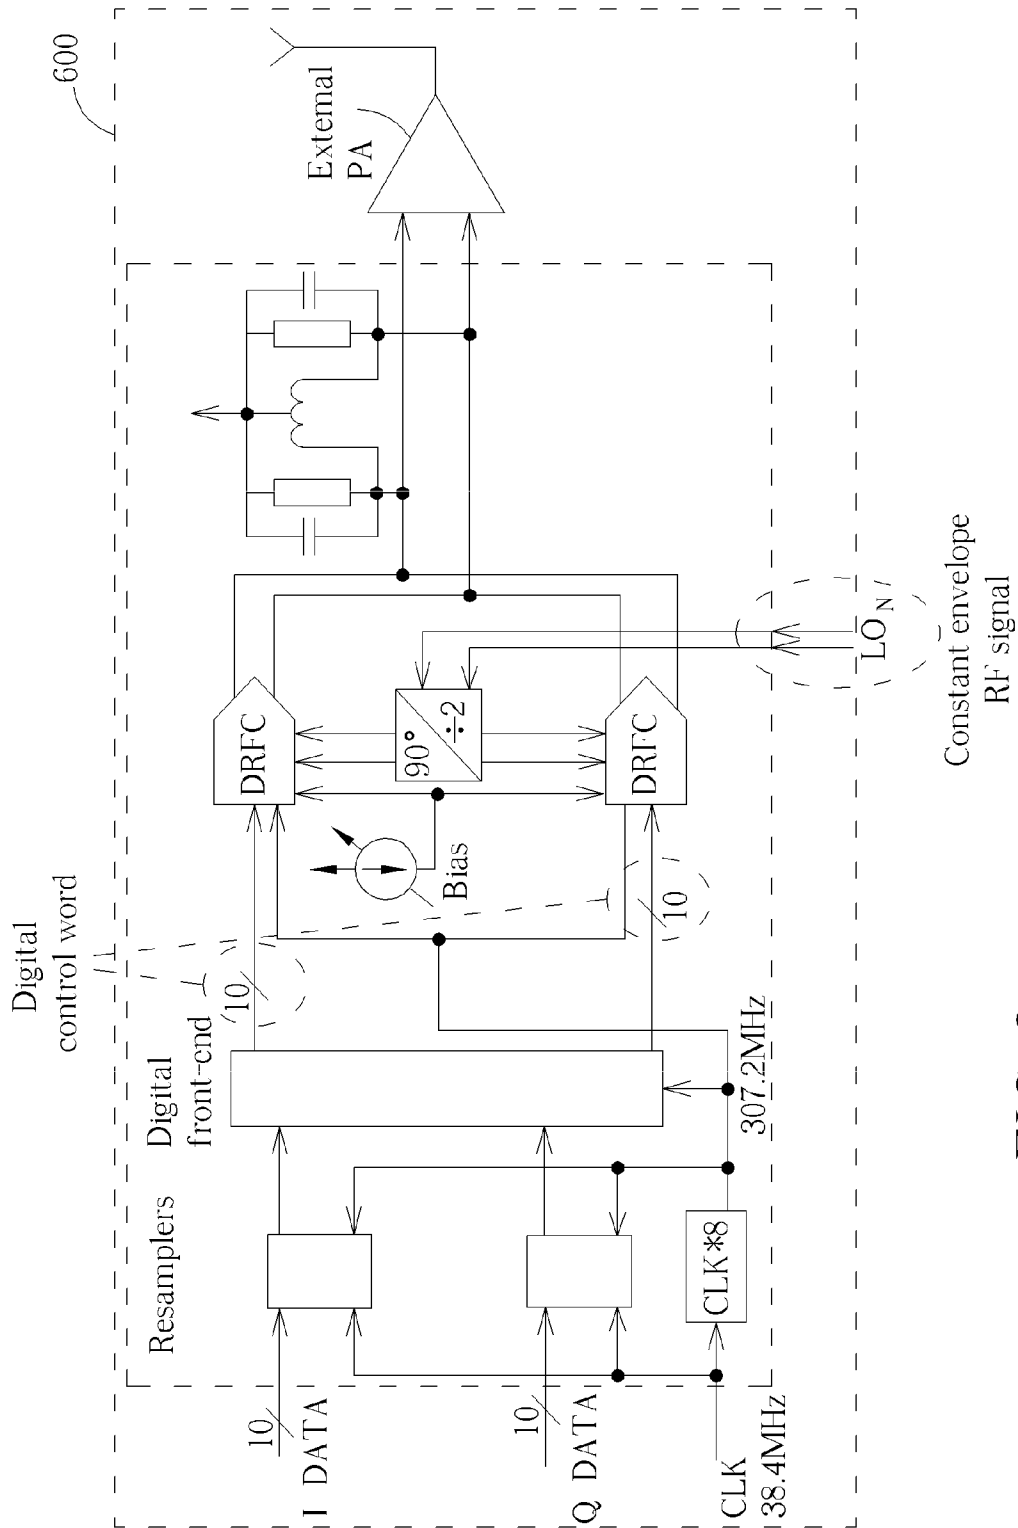 600
External
PA
Digital
control word
DRFC
90°
÷2
DRFC
Bias
10
10
Constant envelope
RF signal
LO N
Digital
front-end
307.2MHz
Resamplers
CLK*8
10
I DATA
10
Q DATA
CLK
38.4MHz